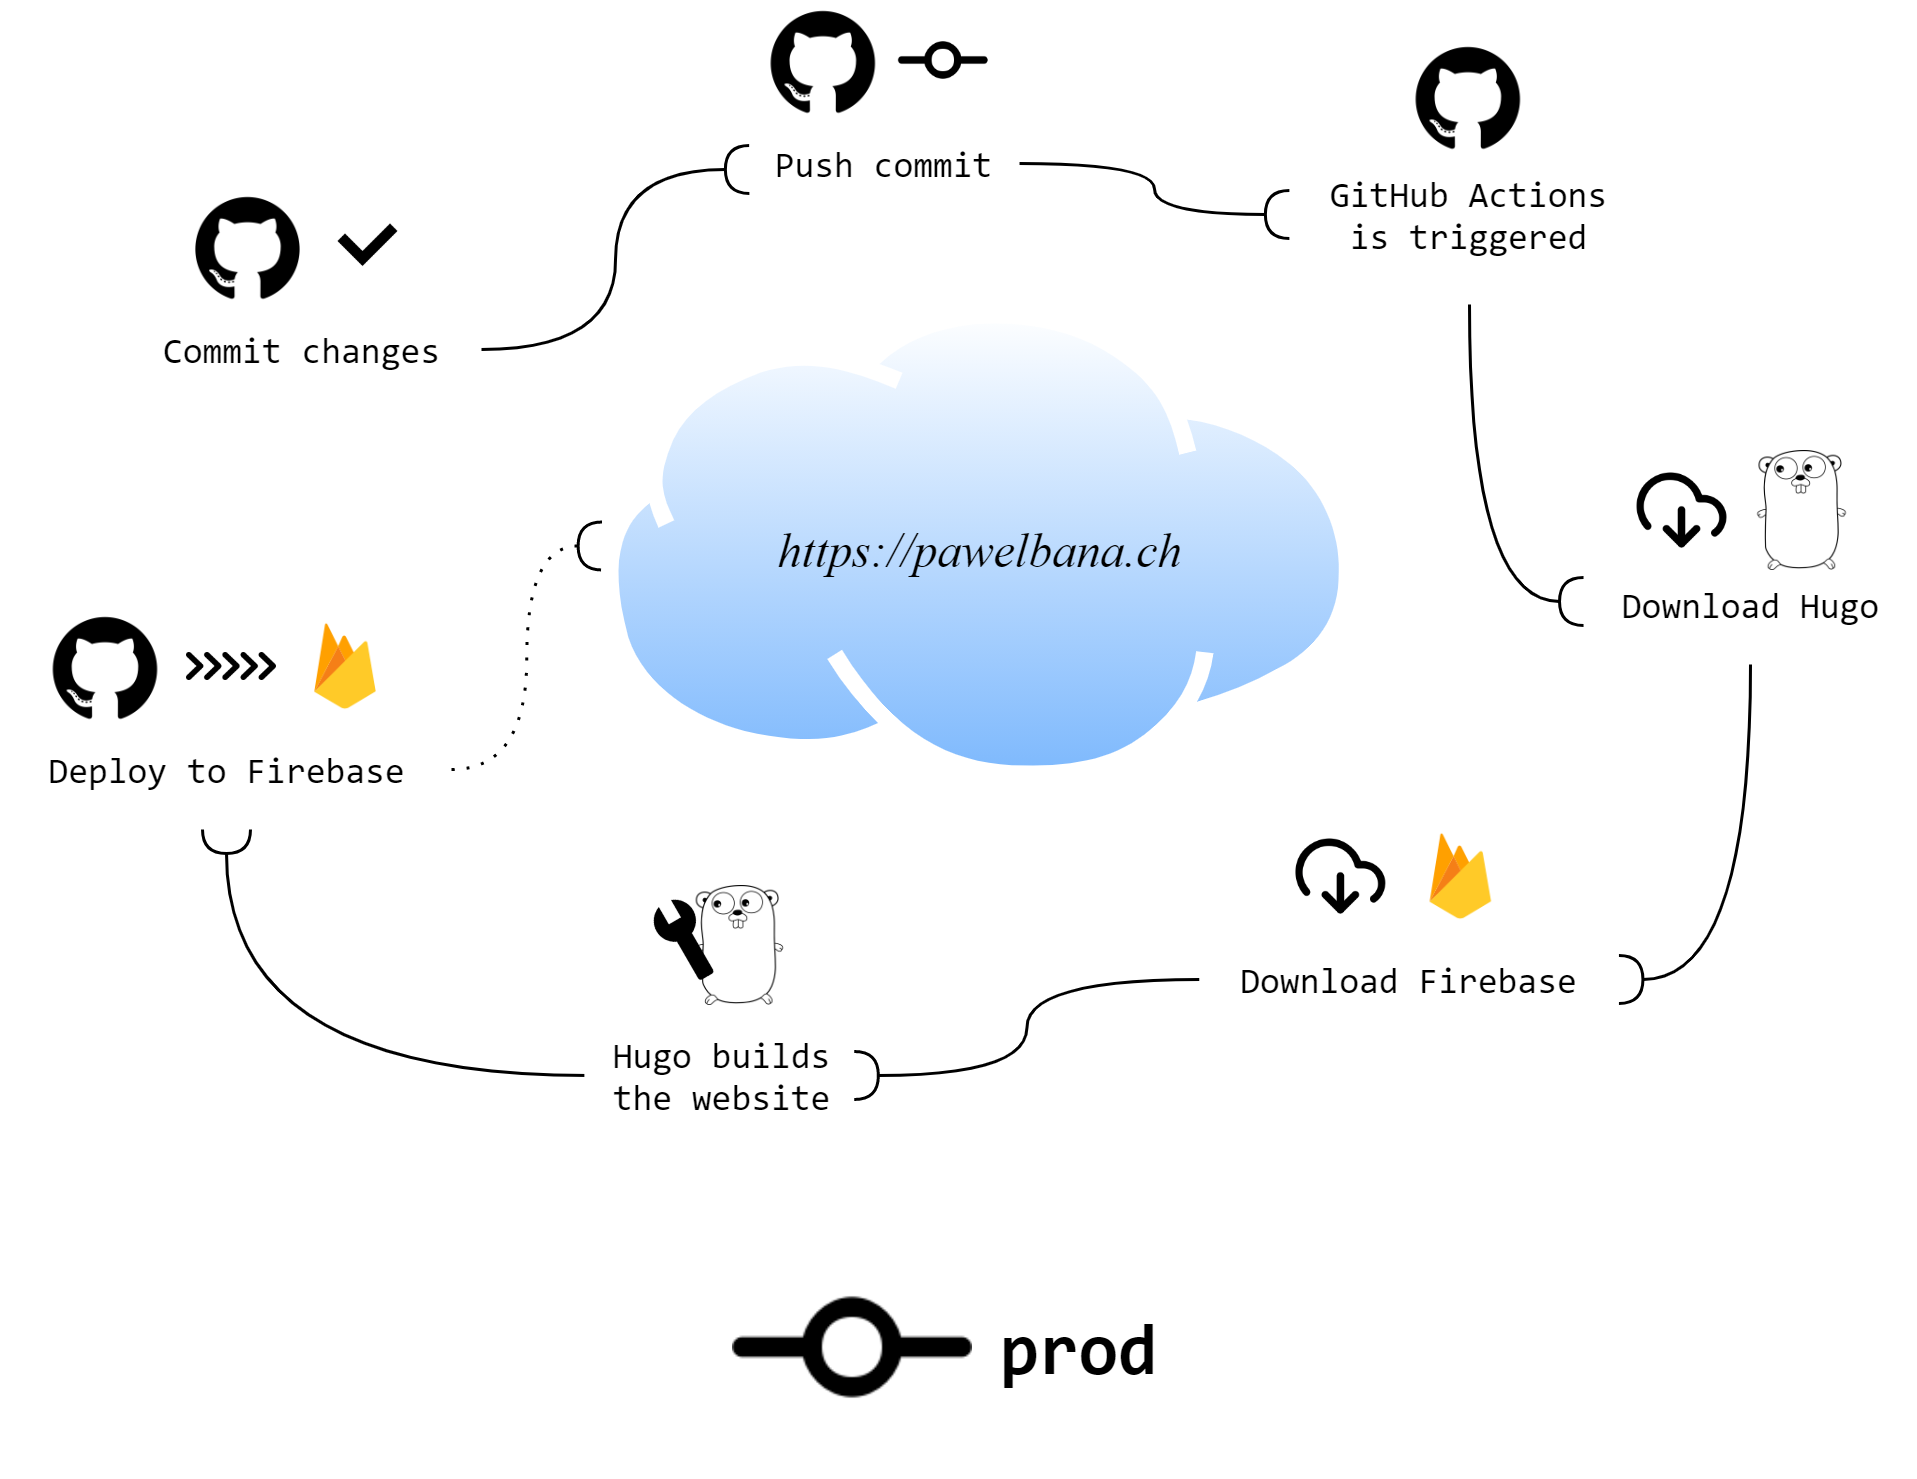 Push commit
GitHub Actions
is triggered
Commit changes
https://pawelbana.ch
Download Hugo
Deploy to Firebase
Download Firebase
Hugo builds
the website
prod